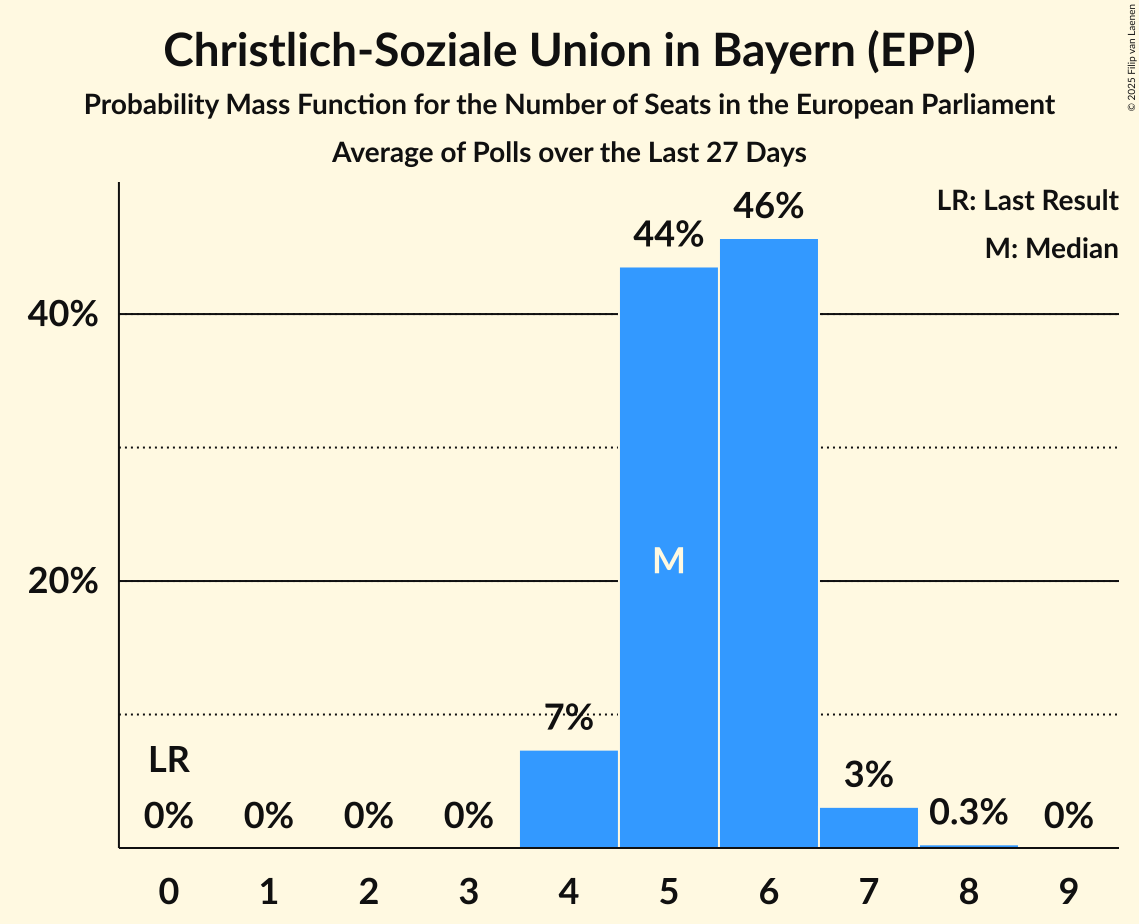 Christlich-Soziale Union in Bayern (EPP)
Probability Mass Function for the Number of Seats in the European Parliament
Average of Polls over the Last 27 Days
© 2025 Filip van Laenen
LR: Last Result
M: Median
46%
44%
40%
M
20%
7%
LR
3%
0% 0% 0% 0% 0.3% 0%
0 1 2 3 4 5 6 7 8 9